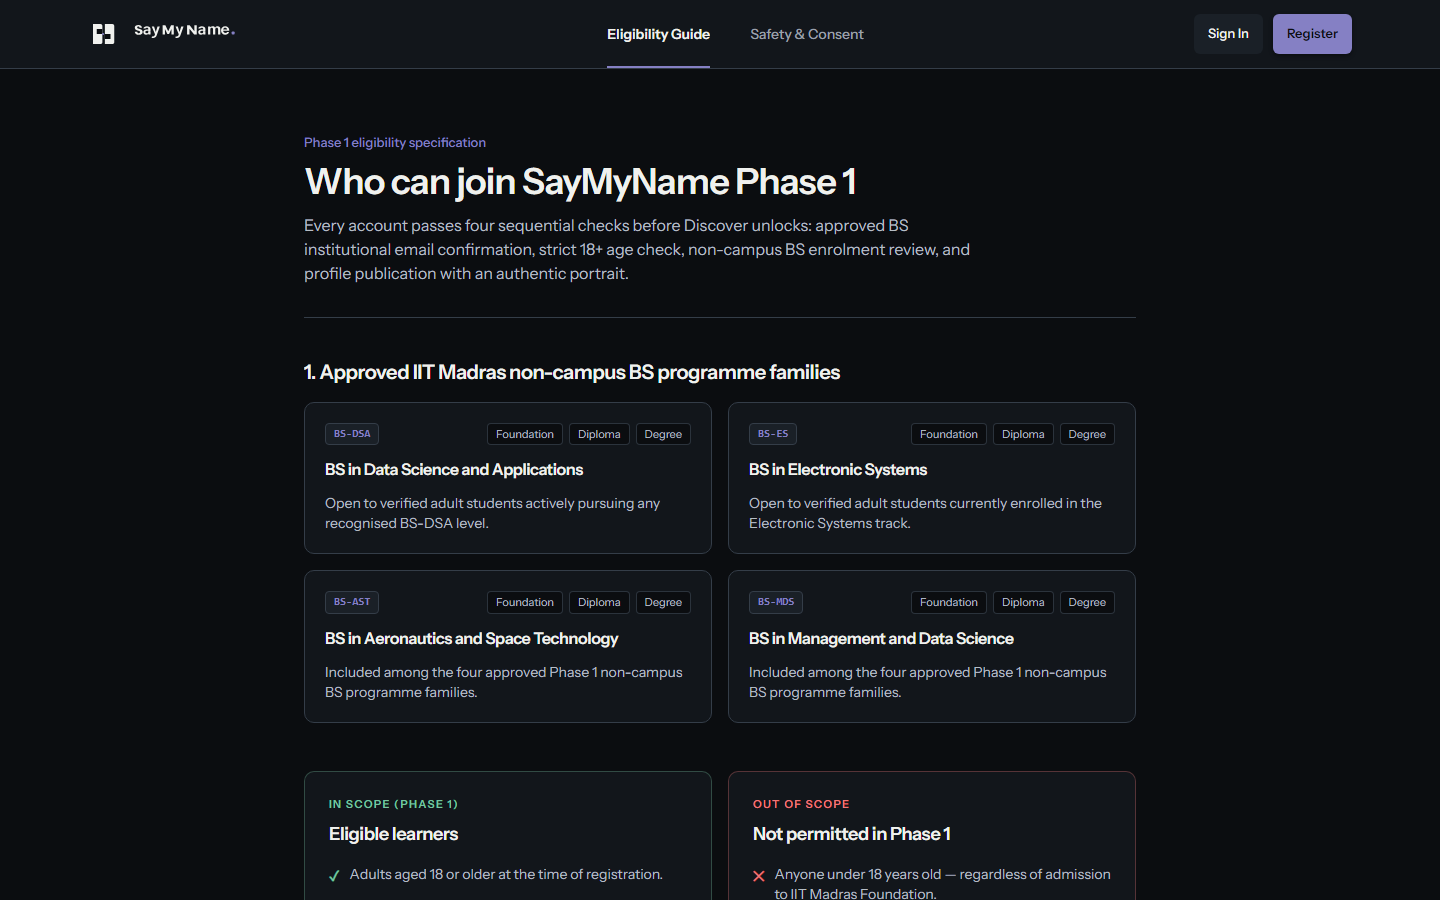 Say My Name.
Eligibility Guide
Safety & Consent
Sign In
Register
Phase 1 eligibility specification
Who can join SayMyName Phase 1
Every account passes four sequential checks before Discover unlocks: approved BS
institutional email confirmation, strict 18+ age check, non-campus BS enrolment review, and
profile publication with an authentic portrait.
1. Approved IIT Madras non-campus BS programme families
BS-DSA
Foundation
Diploma
Degree
BS in Data Science and Applications
Open to verified adult students actively pursuing any
recognised BS-DSA level.
BS-ES
Foundation
Diploma
Degree
BS in Electronic Systems
Open to verified adult students currently enrolled in the
Electronic Systems track.
BS-AST
Foundation
Diploma
Degree
BS in Aeronautics and Space Technology
Included among the four approved Phase 1 non-campus
BS programme families.
BS-MDS
Foundation
Diploma
Degree
BS in Management and Data Science
Included among the four approved Phase 1 non-campus
BS programme families.
IN SCOPE (PHASE 1)
Eligible learners
✓ Adults aged 18 or older at the time of registration.
OUT OF SCOPE
Not permitted in Phase 1
✕ Anyone under 18 years old — regardless of admission
to IIT Madras Foundation.